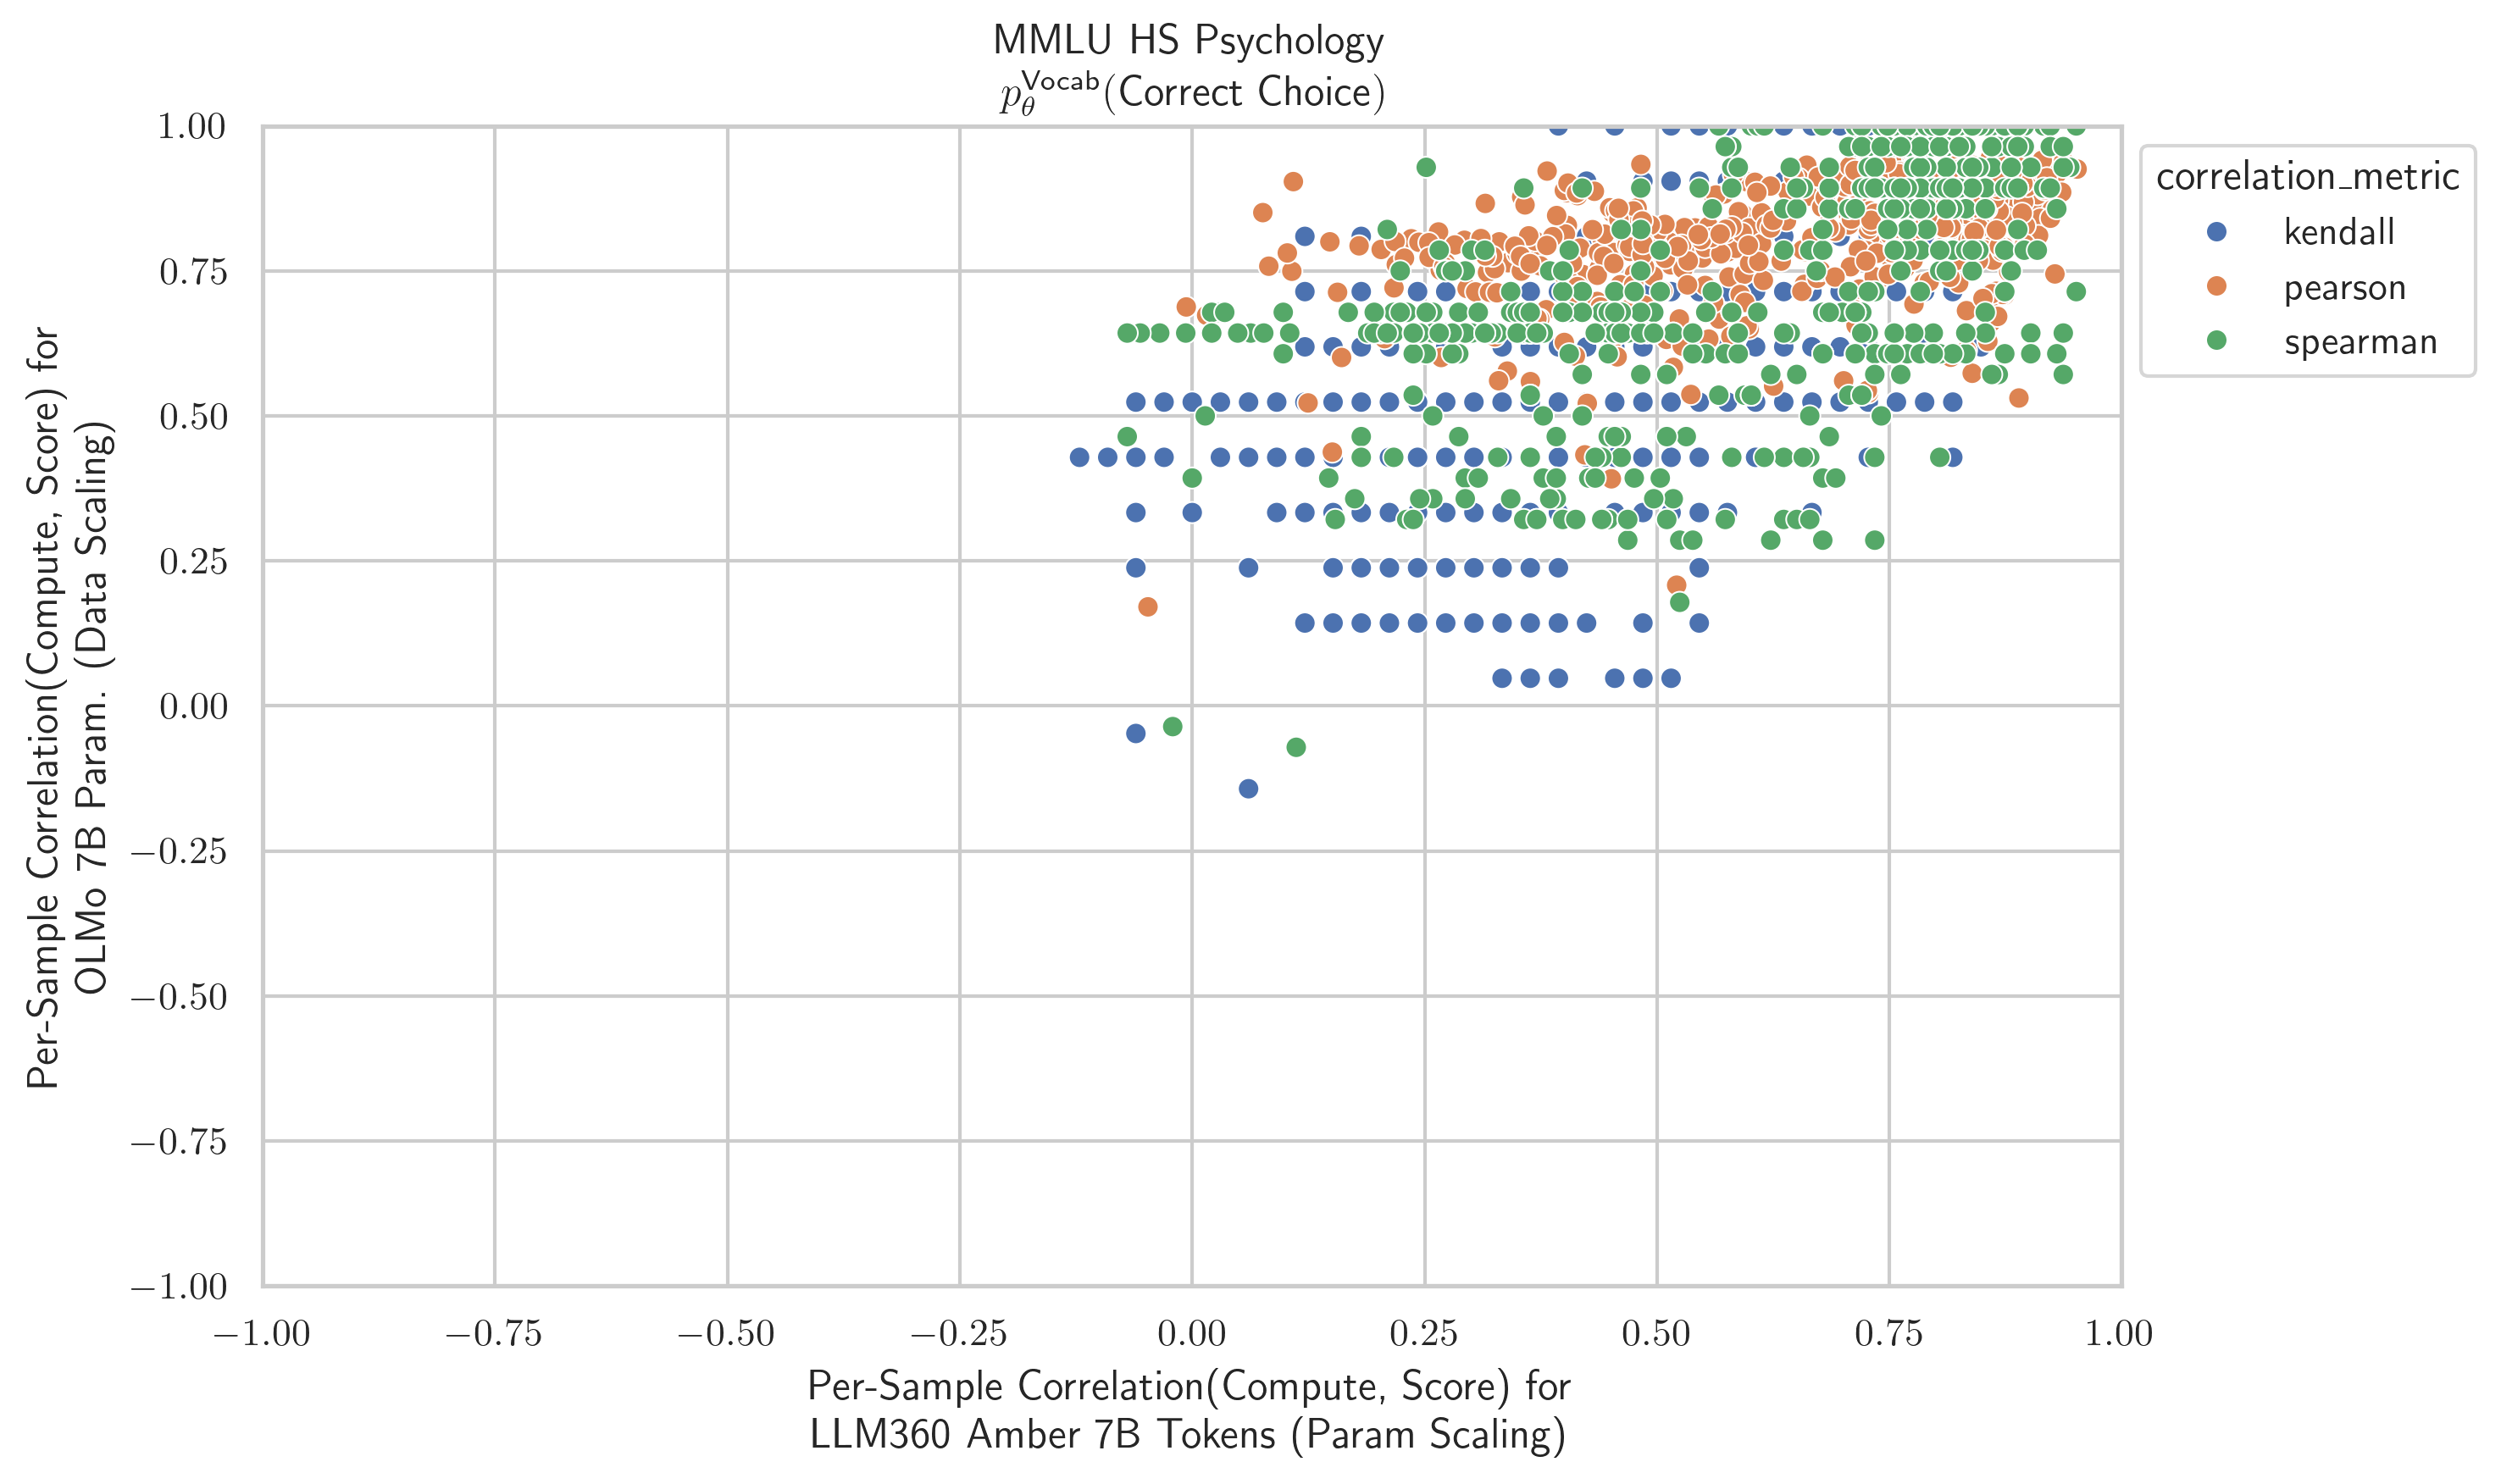 MMLU HS Psychology
p_θ^Vocab(Correct Choice)
1.00
0.75
0.50
0.25
0.00
−0.25
−0.50
−0.75
−1.00
Per-Sample Correlation(Compute, Score) for
OLMo 7B Param. (Data Scaling)
−1.00
−0.75
−0.50
−0.25
0.00
0.25
0.50
0.75
1.00
Per-Sample Correlation(Compute, Score) for
LLM360 Amber 7B Tokens (Param Scaling)
correlation_metric
kendall
pearson
spearman